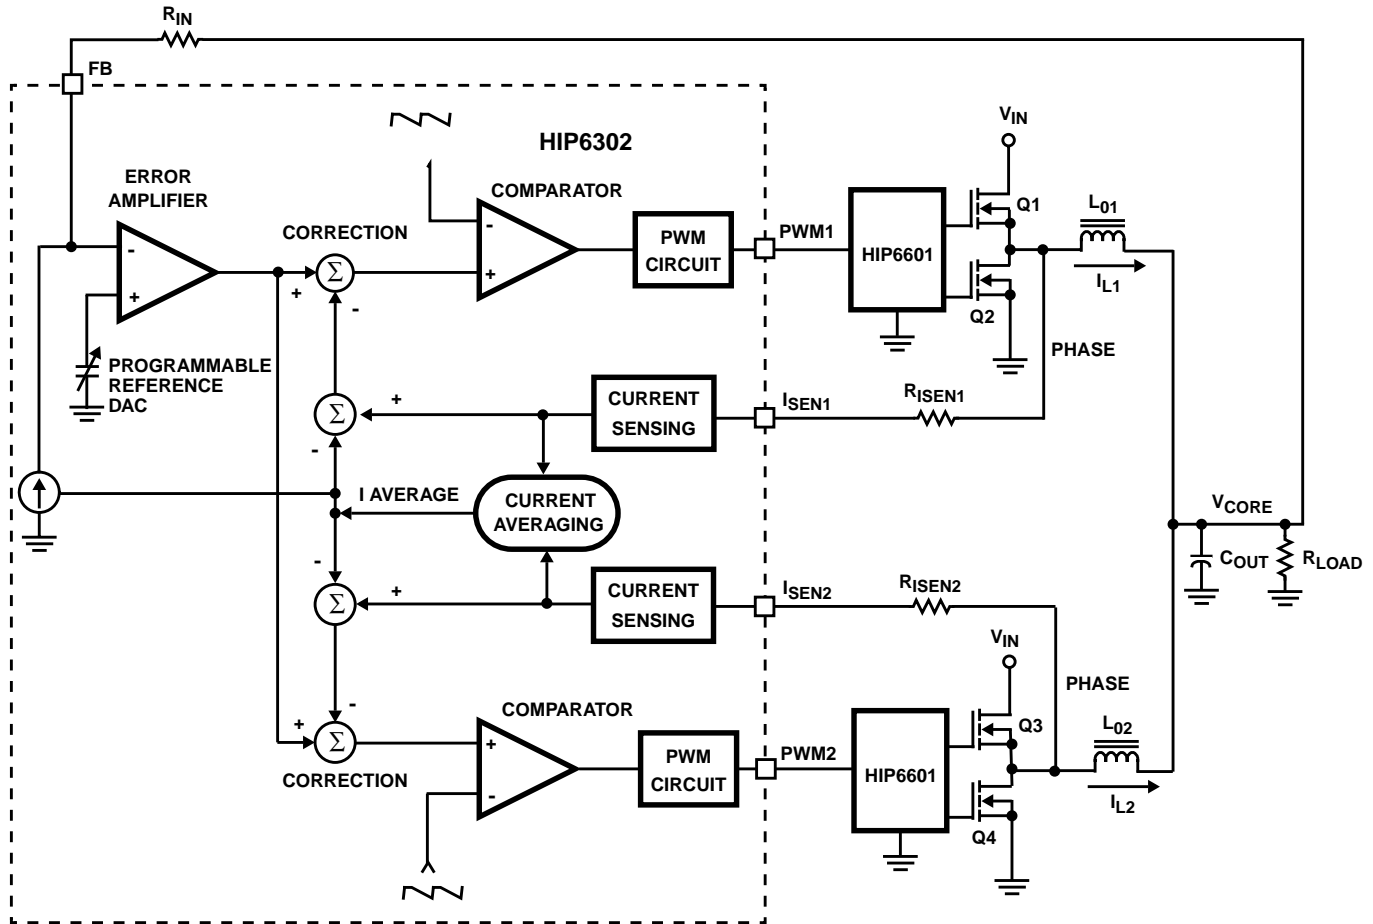 RIN
FB
HIP6302
VIN
ERROR
AMPLIFIER
COMPARATOR
Q1
L01
CORRECTION
-
-
PWM
CIRCUIT
PWM1
HIP6601
Σ
+
+
+
IL1
-
Q2
PHASE
PROGRAMMABLE
REFERENCE
DAC
+
CURRENT
SENSING
ISEN1
RISEN1
Σ
-
I AVERAGE
CURRENT
AVERAGING
VCORE
-
COUT
RLOAD
+
CURRENT
SENSING
ISEN2
RISEN2
Σ
VIN
PHASE
-
COMPARATOR
Q3
L02
+
Σ
+
PWM
CIRCUIT
PWM2
HIP6601
CORRECTION
-
IL2
Q4